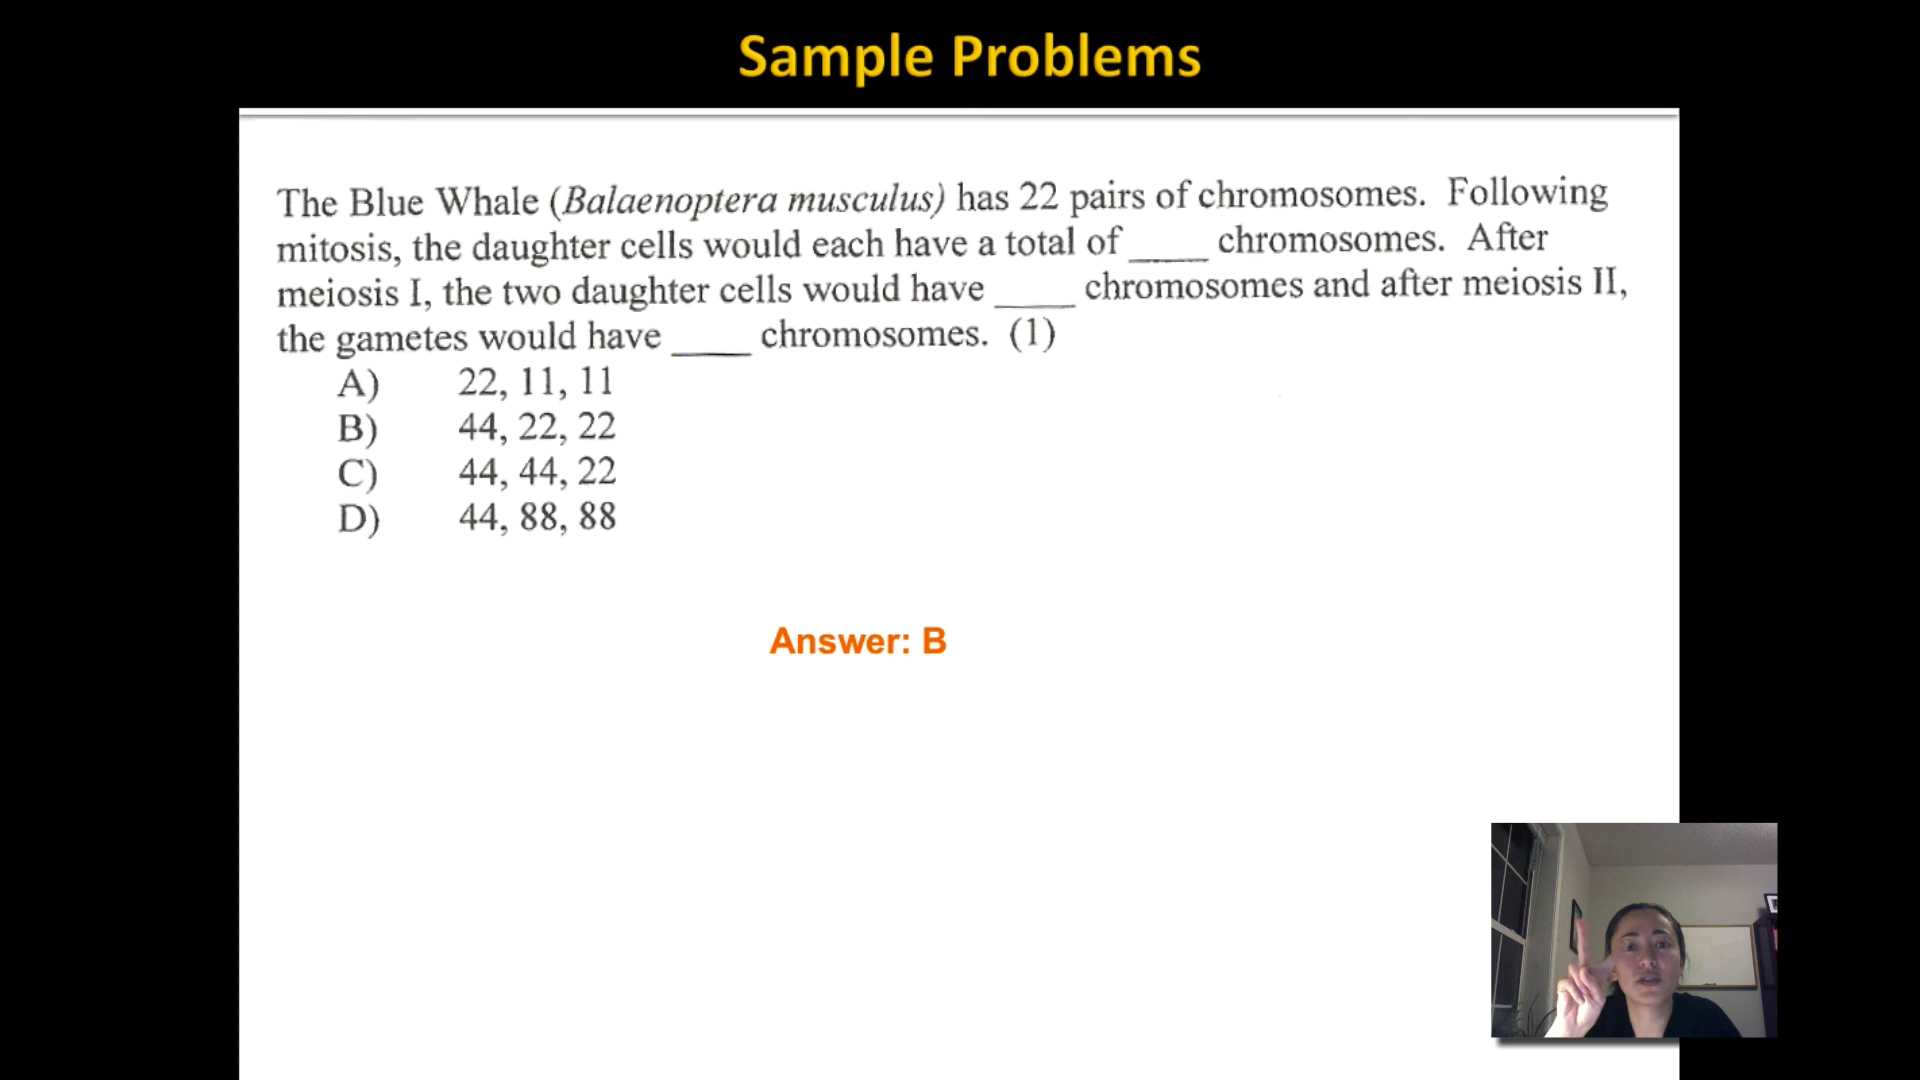 Sample Problems
The Blue Whale (Balaenoptera musculus) has 22 pairs of chromosomes. Following
mitosis, the daughter cells would each have a total of ____ chromosomes. After
meiosis I, the two daughter cells would have ____ chromosomes and after meiosis II,
the gametes would have ____ chromosomes. (1)
A) 22, 11, 11
B) 44, 22, 22
C) 44, 44, 22
D) 44, 88, 88
Answer: B